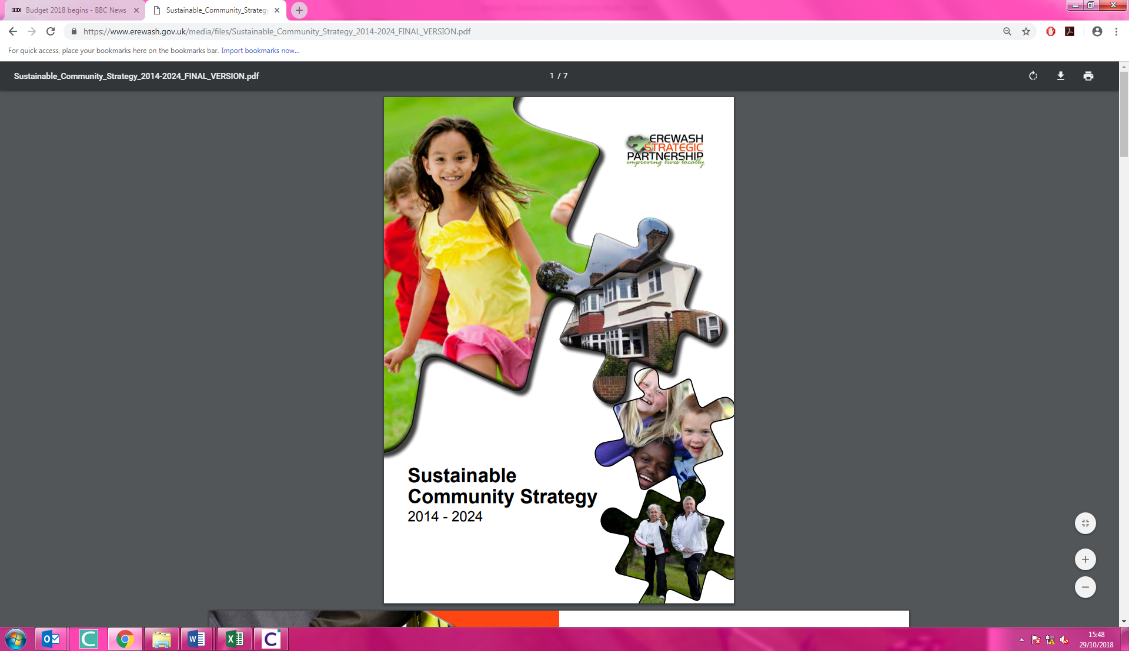 Budget 2018 begins - BBC News
Sustainable_Community_Strateg
https://www.erewash.gov.uk/media/files/Sustainable_Community_Strategy_2014-2024_FINAL_VERSION.pdf
For quick access, place your bookmarks here on the bookmarks bar. Import bookmarks now...
Sustainable_Community_Strategy_2014-2024_FINAL_VERSION.pdf
1 / 7
EREWASH
STRATEGIC
PARTNERSHIP
improving lives locally
Sustainable
Community Strategy
2014 - 2024
15:48
29/10/2018